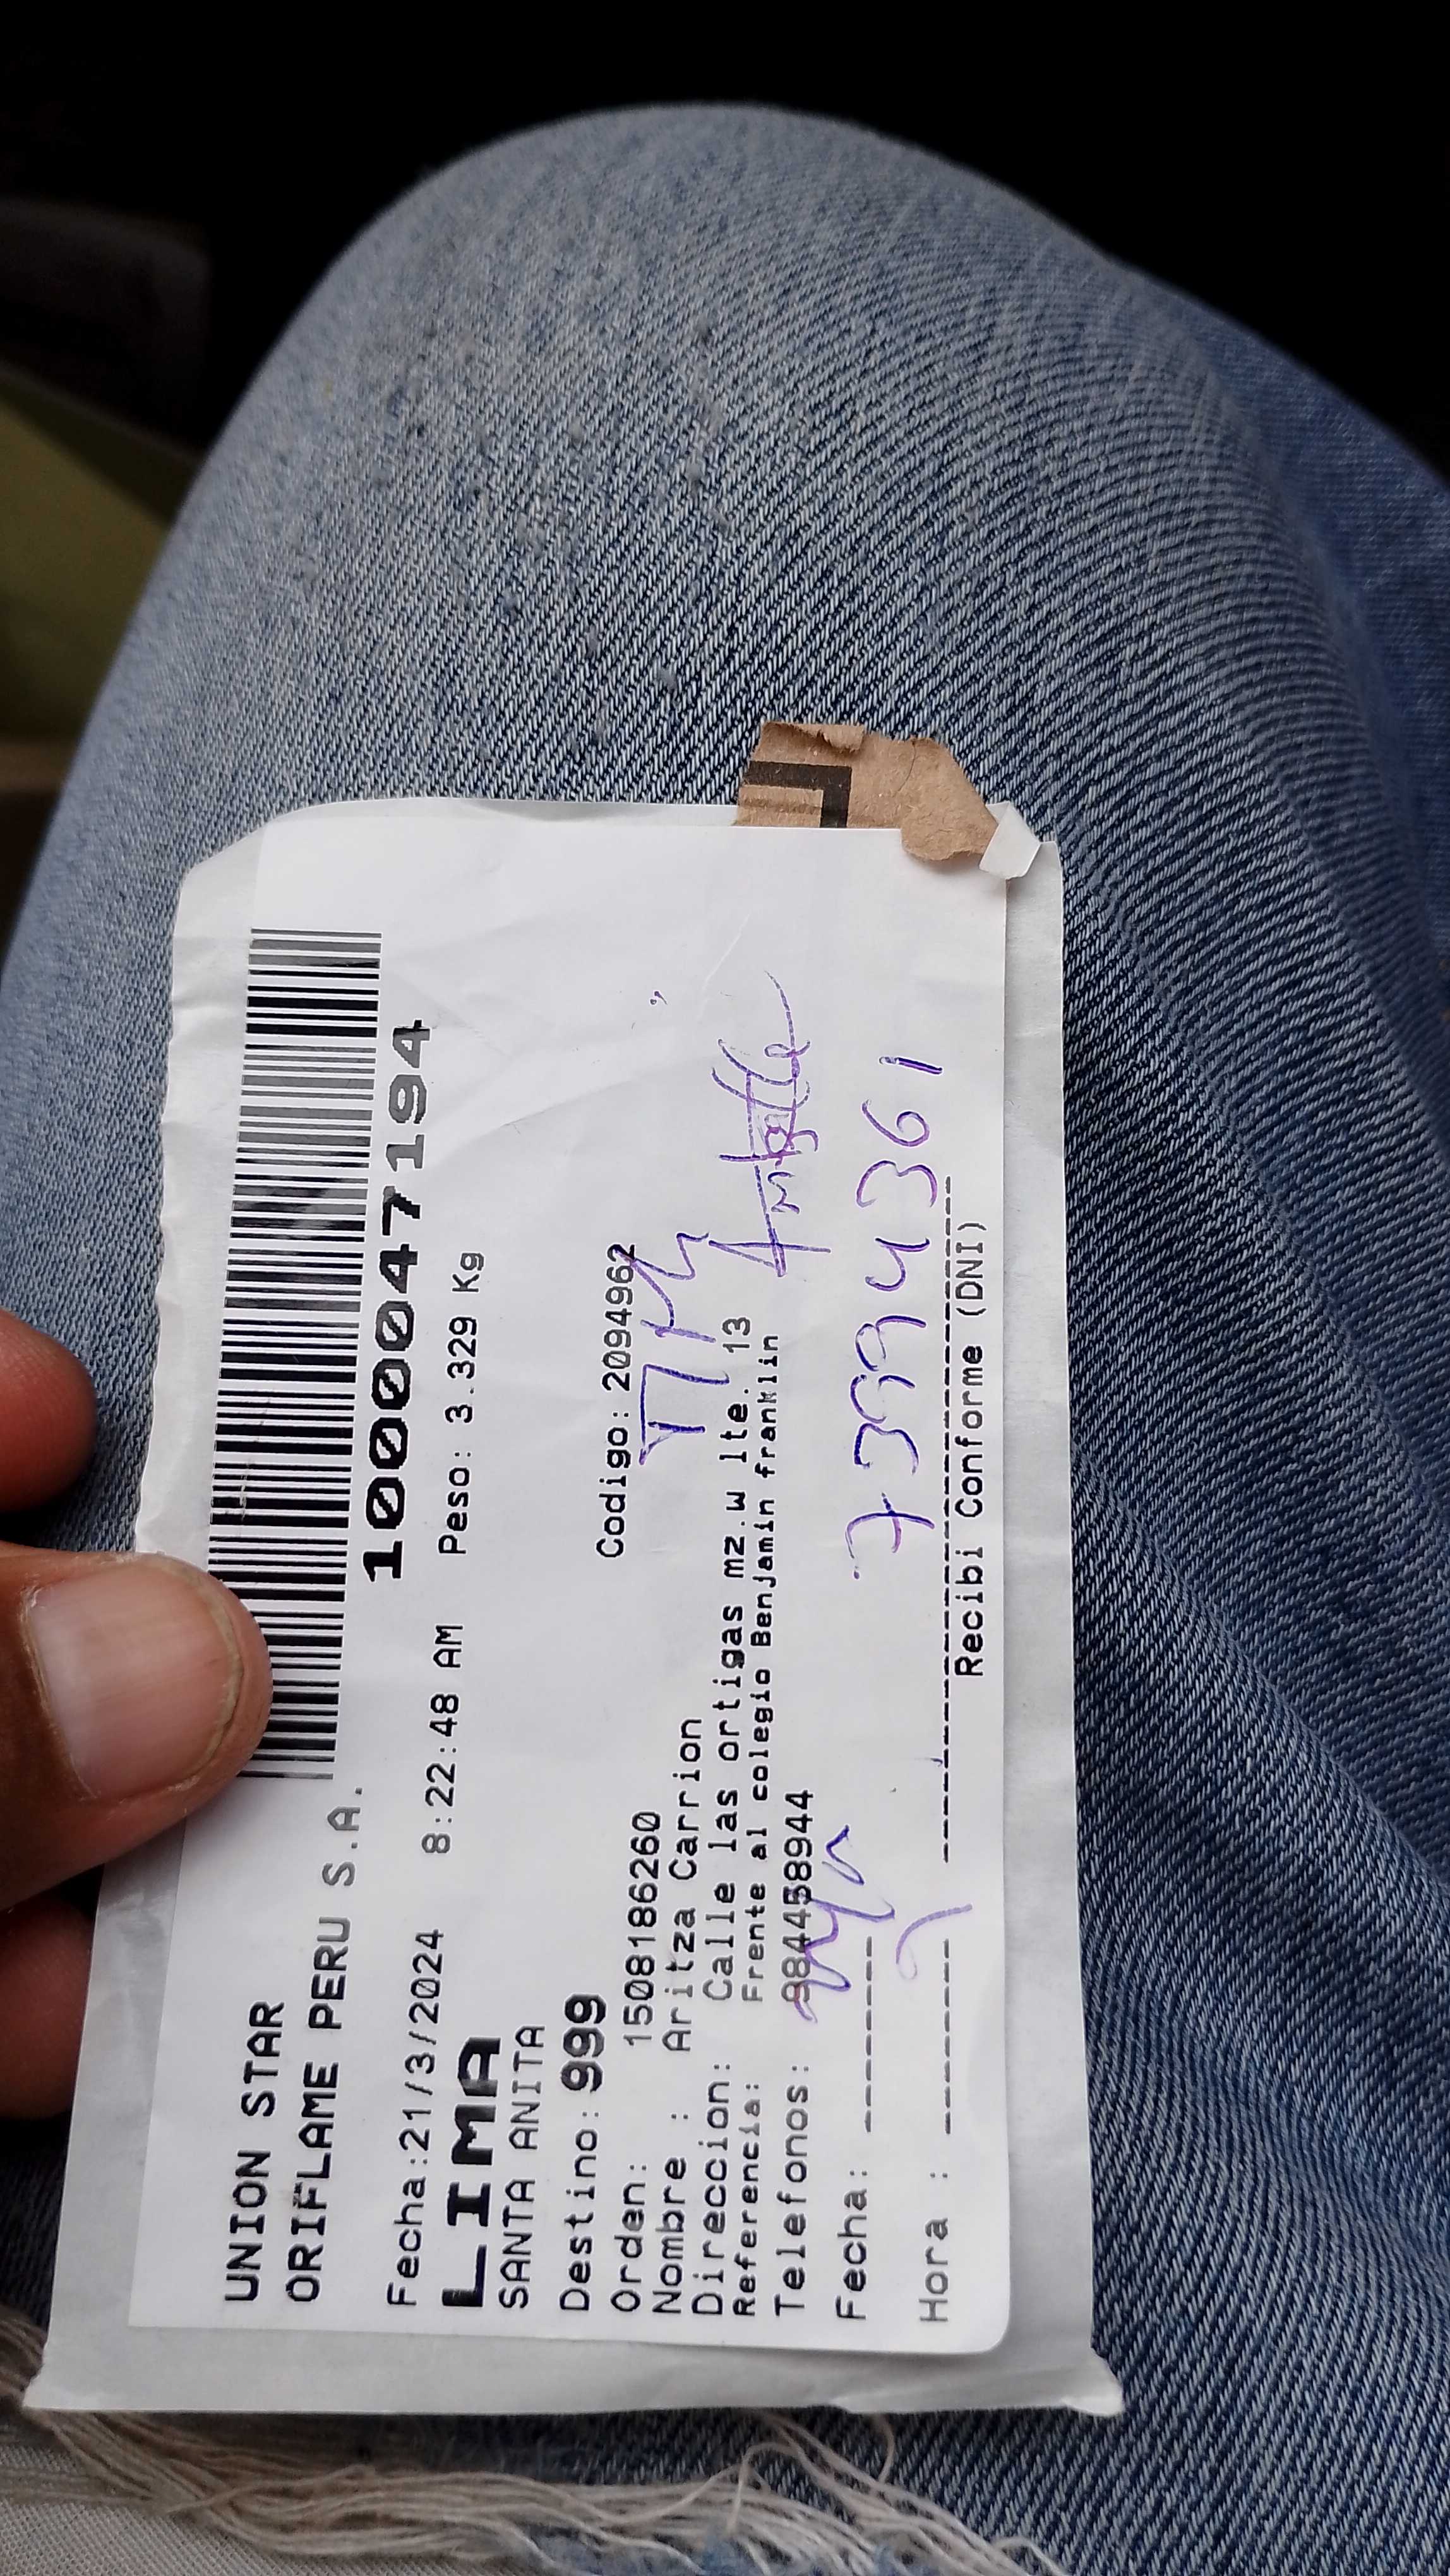 UNION STAR
ORIFLAME PERU S.A.
1000047194
Fecha:21/3/2024 8:22:48 AM Peso: 3.329 Kg
LIMA
SANTA ANITA
Destino: 999
Codigo: 2094962
Orden: 1508186260
Nombre : Aritza Carrion
Direccion: Calle las ortigas mz.w lte. 13
Referencia: Frente al colegio Benjamin franklin
Telefonos: 984458944
Fecha: --------
Hora : --------
Recibi Conforme (DNI)